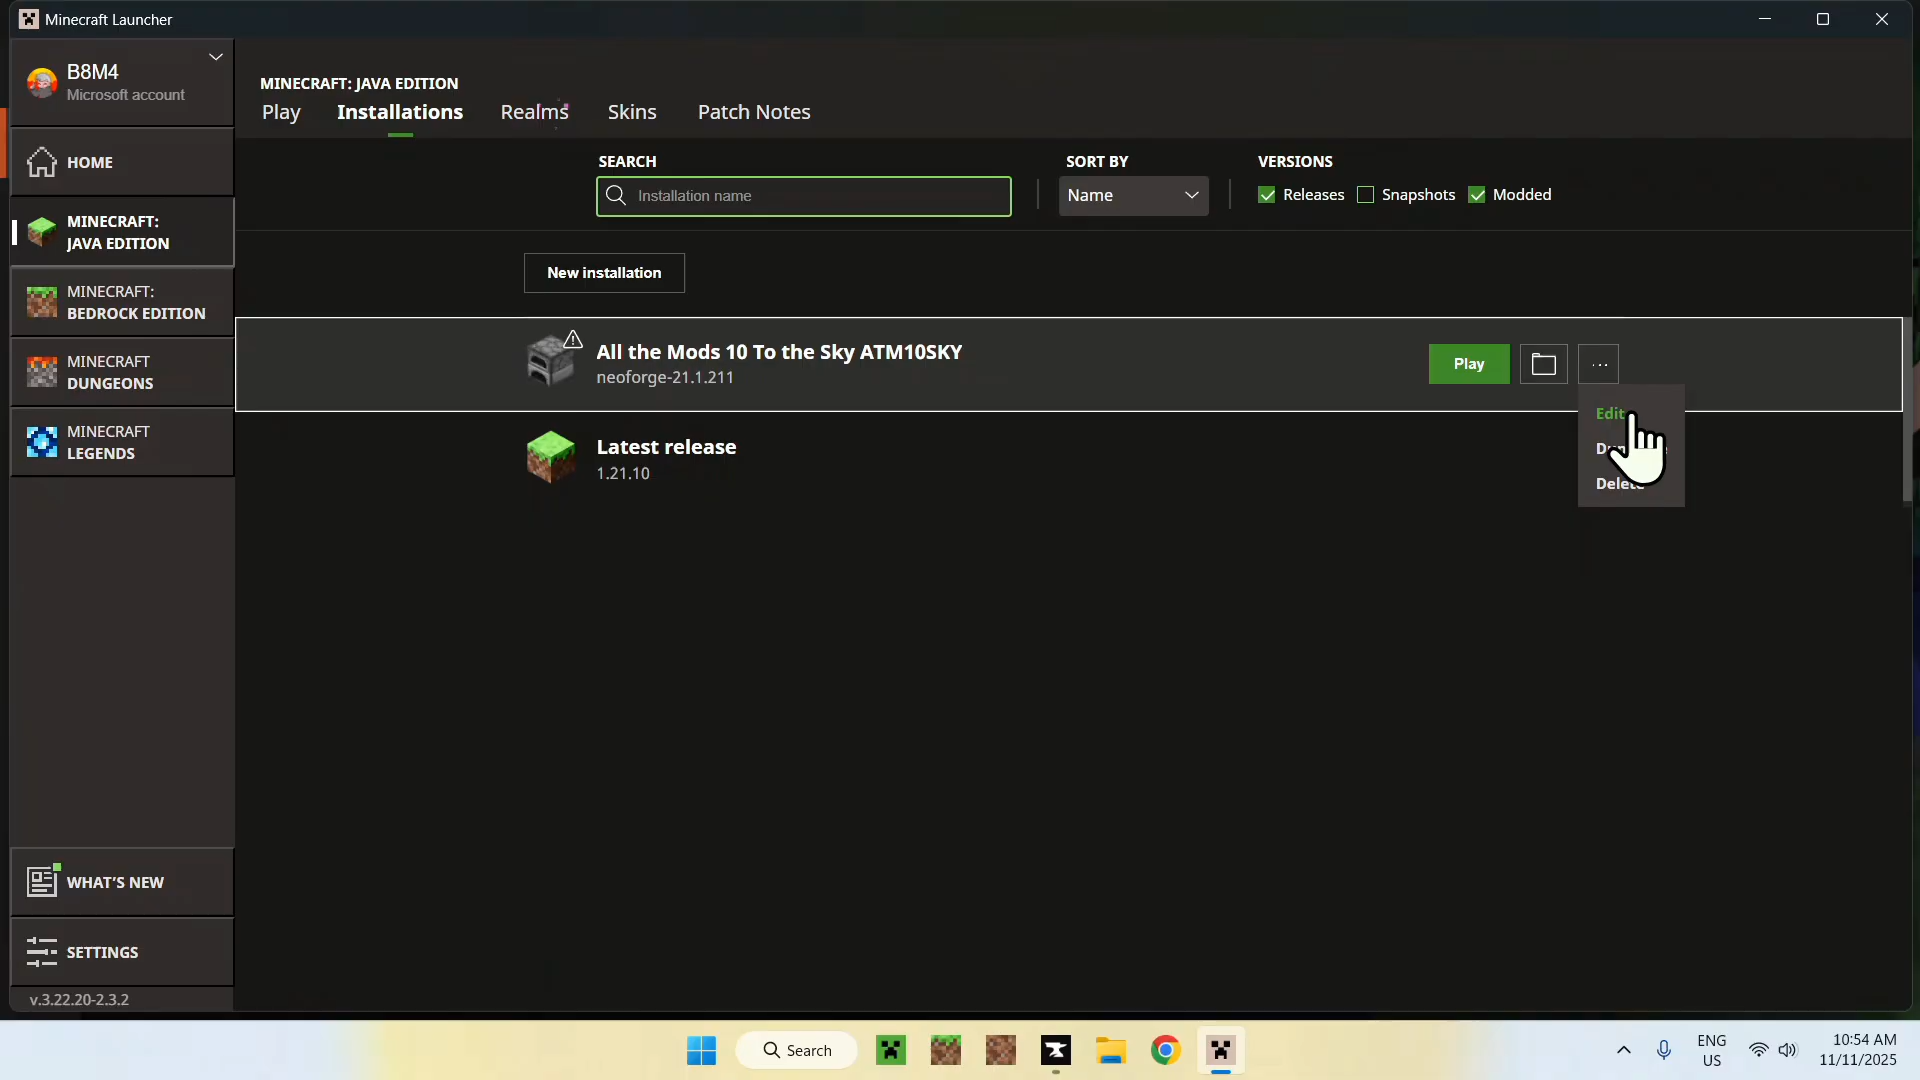 Minecraft Launcher
B8M4
Microsoft account
HOME
MINECRAFT:
JAVA EDITION
MINECRAFT:
BEDROCK EDITION
MINECRAFT
DUNGEONS
MINECRAFT
LEGENDS
WHAT'S NEW
SETTINGS
v.3.22.20-2.3.2
MINECRAFT: JAVA EDITION
Play Installations Realms Skins Patch Notes
SEARCH
Installation name
SORT BY
Name
VERSIONS
Releases Snapshots Modded
New installation
All the Mods 10 To the Sky ATM10SKY
neoforge-21.1.211
Play
...
Edit
Delete
Latest release
1.21.10
Search
ENG
US
10:54 AM
11/11/2025